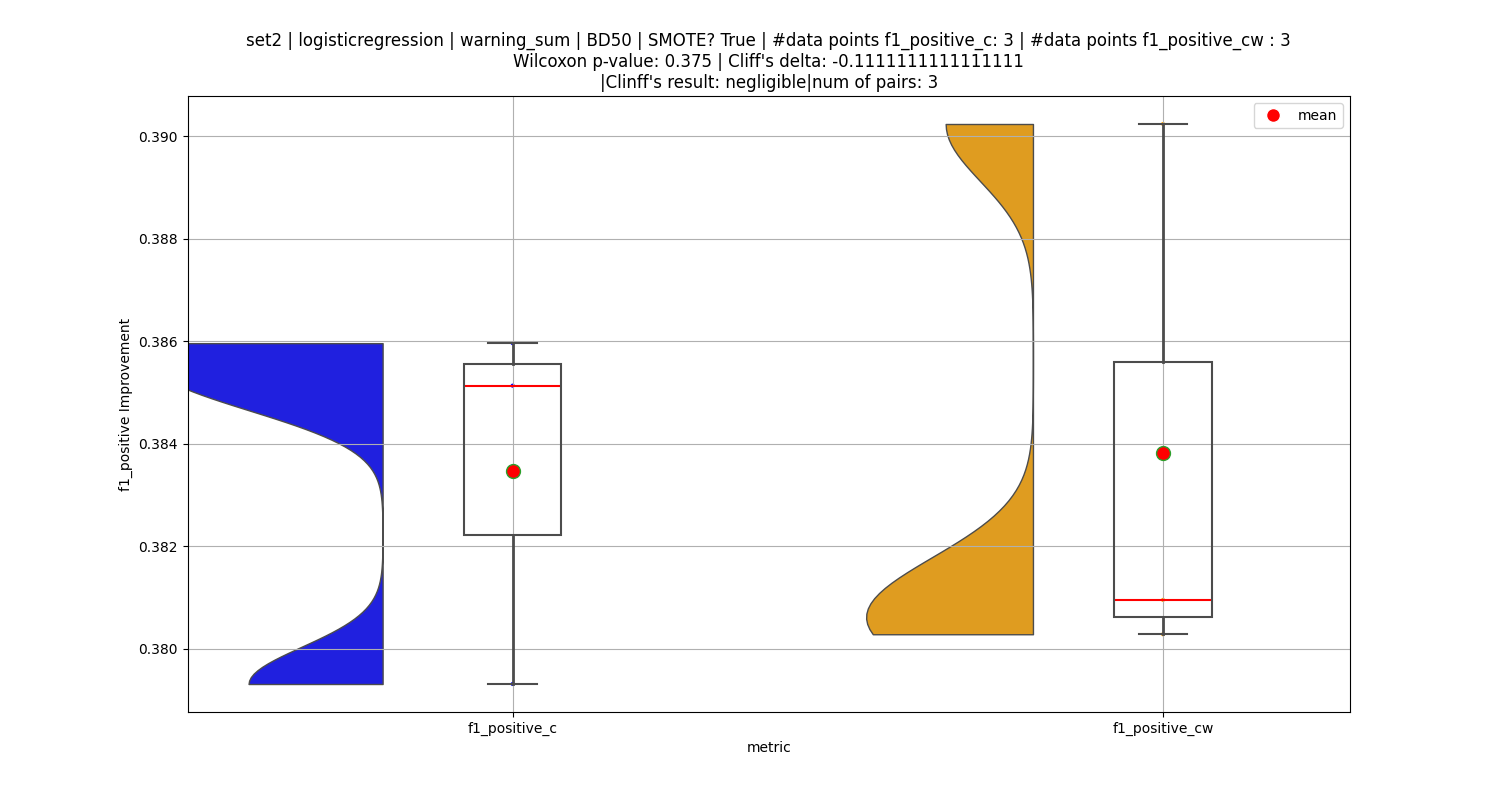 set2 | logisticregression | warning_sum | BD50 | SMOTE? True | #data points f1_positive_c: 3 | #data points f1_positive_cw : 3
Wilcoxon p-value: 0.375 | Cliff's delta: -0.1111111111111111
|Clinff's result: negligible|num of pairs: 3
mean
0.390
0.388
0.386
0.384
0.382
0.380
f1_positive Improvement
f1_positive_c
f1_positive_cw
metric